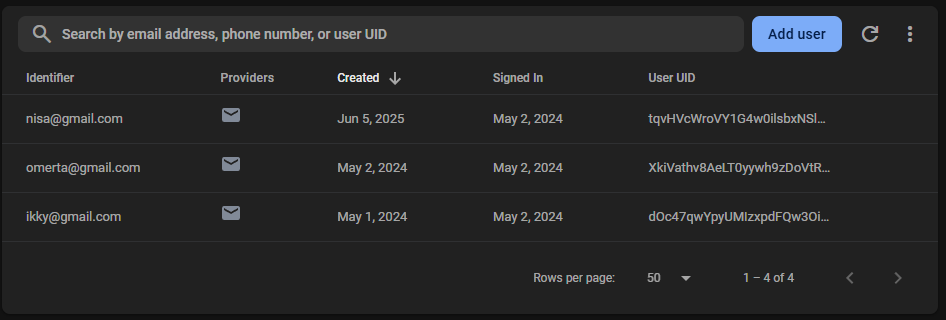 Search by email address, phone number, or user UID Add user
Identifier Providers Created Signed In User UID
nisa@gmail.com Jun 5, 2025 May 2, 2024 tqvHVcWroVY1G4w0ilsbxNSl...
omerta@gmail.com May 2, 2024 May 2, 2024 XkiVathv8AeLT0yywh9zDoVtR...
ikky@gmail.com May 1, 2024 May 2, 2024 dOc47qwYpyUMIzxpdFQw3Oi...
Rows per page: 50 1 – 4 of 4